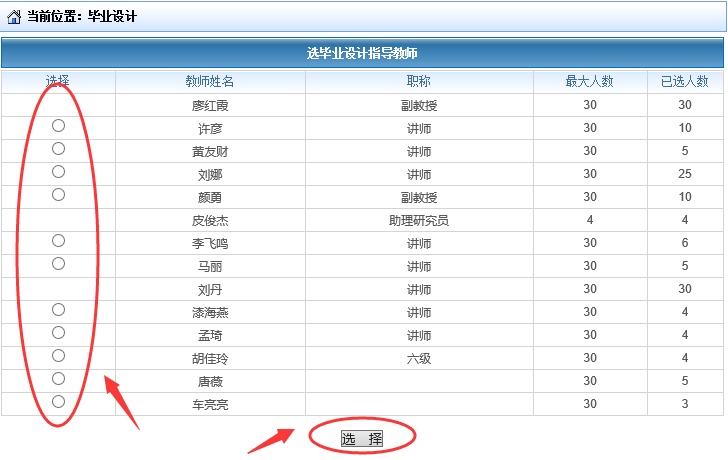 当前位置：毕业设计
选毕业设计指导教师
选择 教师姓名 职称 最大人数 已选人数
廖红霞 副教授 30 30
许彦 讲师 30 10
黄友财 讲师 30 5
刘娜 讲师 30 25
颜勇 副教授 30 10
皮俊杰 助理研究员 4 4
李飞鸣 讲师 30 6
马丽 讲师 30 5
刘丹 讲师 30 30
漆海燕 讲师 30 4
孟琦 讲师 30 4
胡佳玲 六级 30 4
唐薇 30 5
车亮亮 30 3
选 择